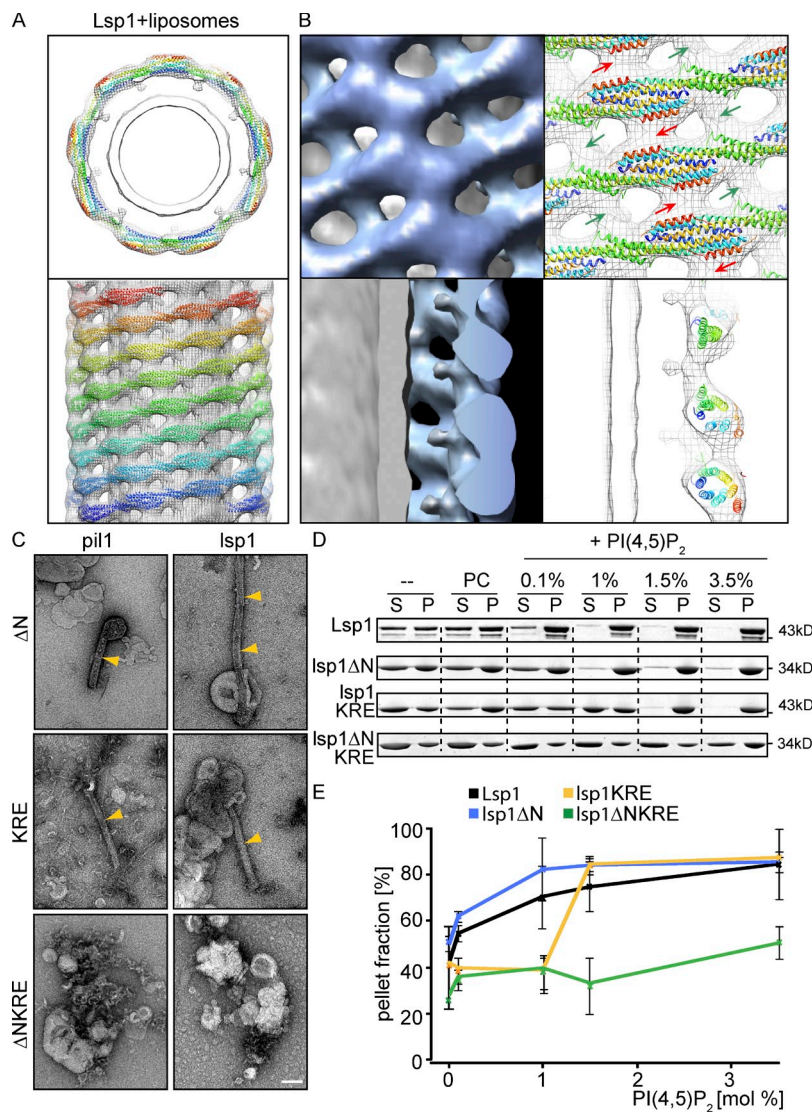 A
Lsp1+liposomes
B
C
pil1
lsp1
ΔN
KRE
ΔNKRE
D
+ PI(4,5)P2
-- PC 0.1% 1% 1.5% 3.5%
S P S P S P S P S P S P
Lsp1 43kD
lsp1ΔN 34kD
lsp1 KRE 43kD
lsp1ΔN KRE 34kD
E
Lsp1 lsp1KRE
lsp1ΔN lsp1ΔNKRE
pellet fraction [%]
100
80
60
40
20
0
0 1 2 3
PI(4,5)P2 [mol %]